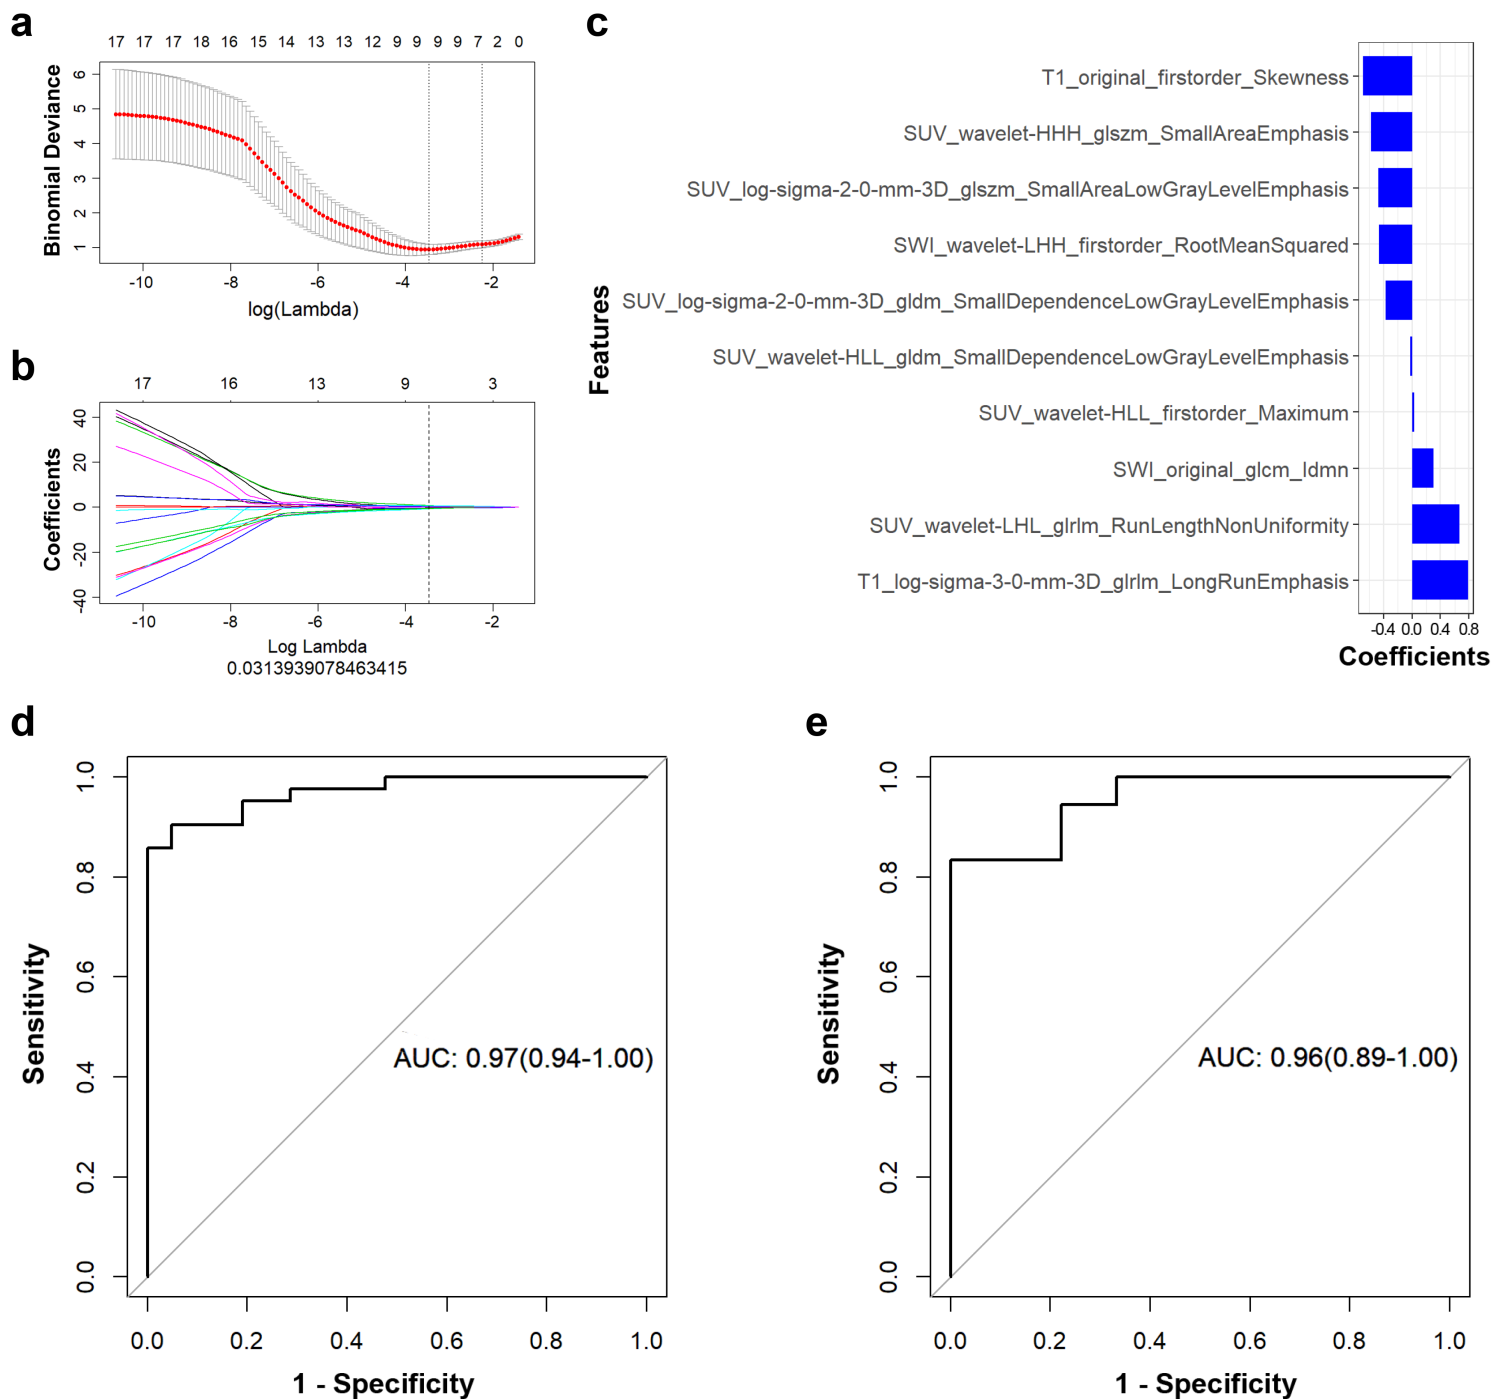 a
17 17 17 18 16 15 14 13 13 12 9 9 9 9 7 2 0
Binomial Deviance
6
5
4
3
2
1
-10 -8 -6 -4 -2
log(Lambda)
b
17 16 13 9 3
Coefficients
40
20
0
-20
-40
-10 -8 -6 -4 -2
Log Lambda
0.0313939078463415
c
Features
T1_original_firstorder_Skewness
SUV_wavelet-HHH_glszm_SmallAreaEmphasis
SUV_log-sigma-2-0-mm-3D_glszm_SmallAreaLowGrayLevelEmphasis
SWI_wavelet-LHH_firstorder_RootMeanSquared
SUV_log-sigma-2-0-mm-3D_gldm_SmallDependenceLowGrayLevelEmphasis
SUV_wavelet-HLL_gldm_SmallDependenceLowGrayLevelEmphasis
SUV_wavelet-HLL_firstorder_Maximum
SWI_original_glcm_Idmn
SUV_wavelet-LHL_glrlm_RunLengthNonUniformity
T1_log-sigma-3-0-mm-3D_glrlm_LongRunEmphasis
-0.4 0.0 0.4 0.8
Coefficients
d
Sensitivity
1.0
0.8
0.6
0.4
0.2
0.0
AUC: 0.97(0.94-1.00)
0.0 0.2 0.4 0.6 0.8 1.0
1 - Specificity
e
Sensitivity
1.0
0.8
0.6
0.4
0.2
0.0
AUC: 0.96(0.89-1.00)
0.0 0.2 0.4 0.6 0.8 1.0
1 - Specificity